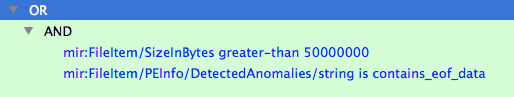 OR
AND
mir:FileItem/SizeInBytes greater-than 50000000
mir:FileItem/PEInfo/DetectedAnomalies/string is contains_eof_data